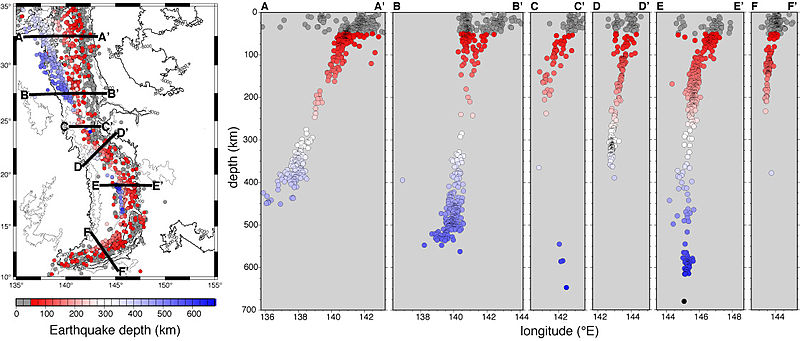 35°
30°
25°
20°
15°
10°
135° 140° 145° 150° 155°
A A'
B B'
C C'
D'
D
E E'
F
F'
0 100 200 300 400 500 600
Earthquake depth (km)
A A' B B' C C' D D' E E' F F'
depth (km)
0
100
200
300
400
500
600
700
136 138 140 142 138 140 142 144 142 142 144 144 146 148 144
longitude (°E)